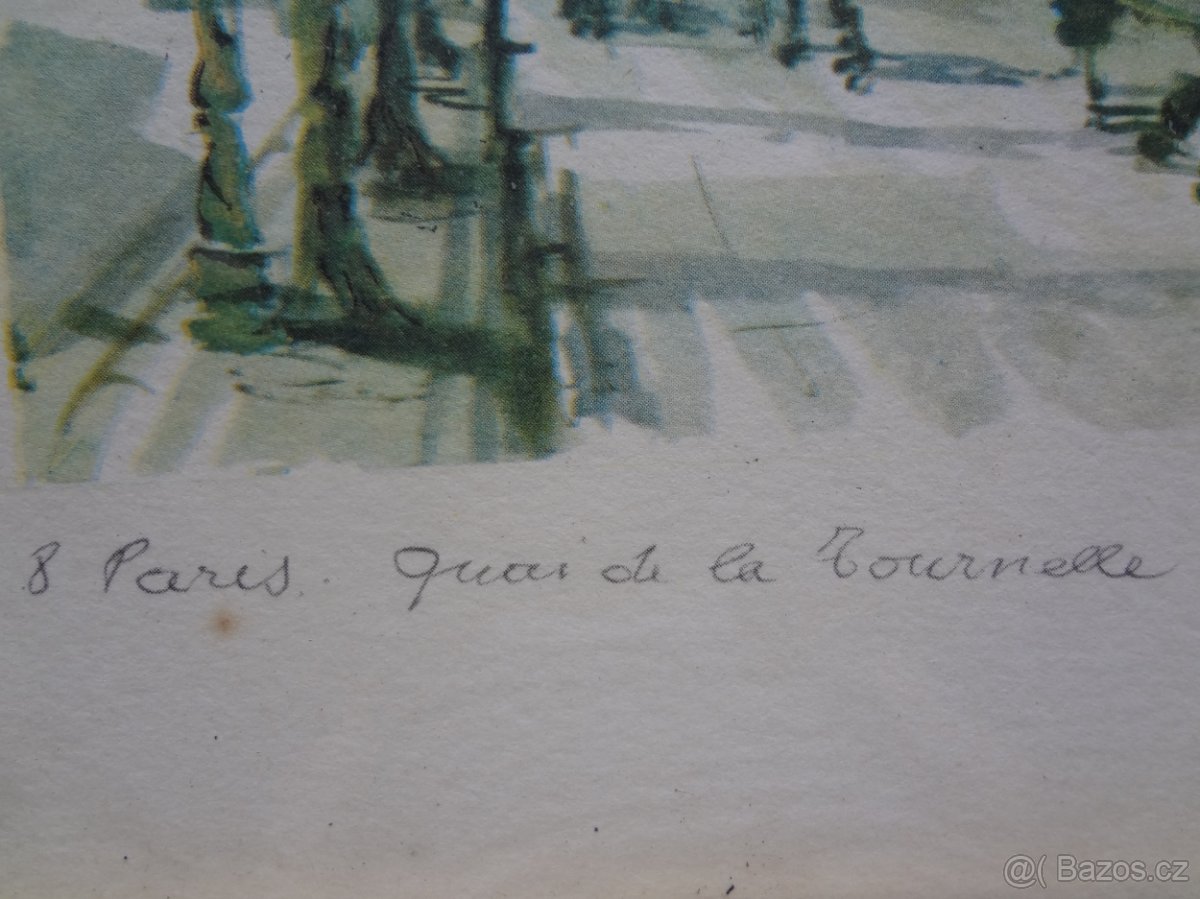 8 Paris. Quai de la Tournelle
@( Bazos.cz